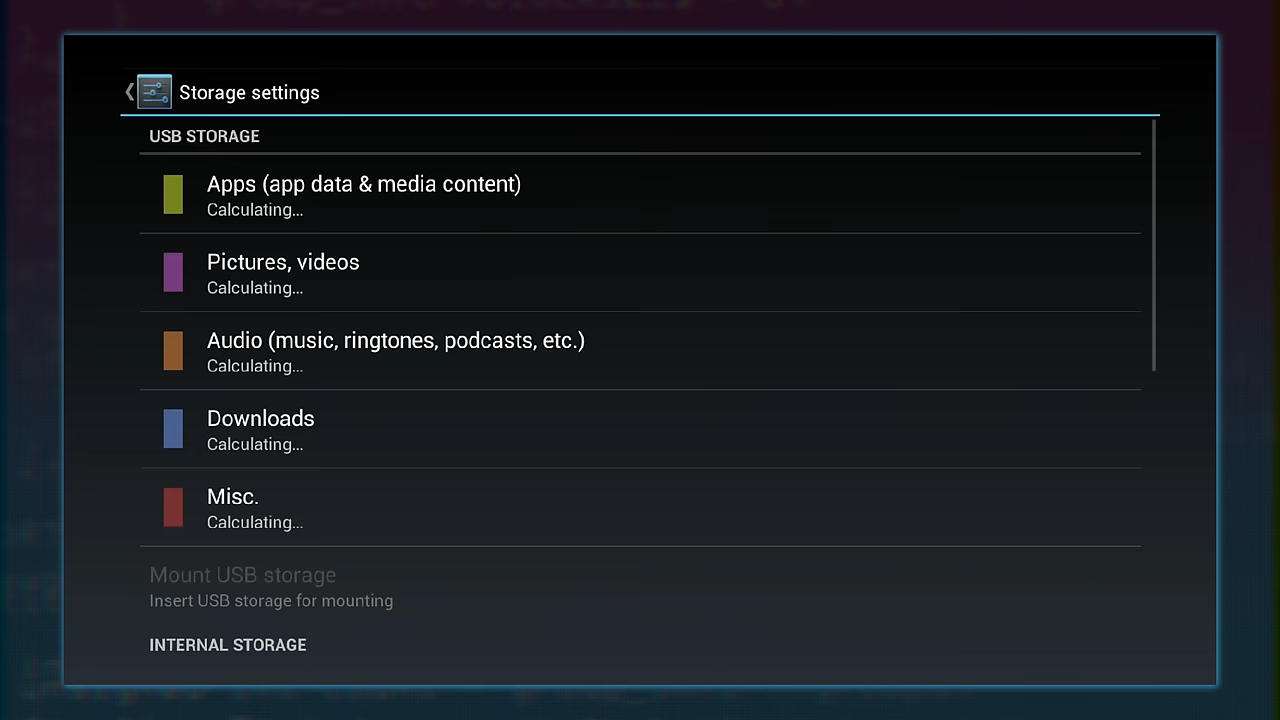 Storage settings
USB STORAGE
Apps (app data & media content)
Calculating...
Pictures, videos
Calculating...
Audio (music, ringtones, podcasts, etc.)
Calculating...
Downloads
Calculating...
Misc.
Calculating...
Mount USB storage
Insert USB storage for mounting
INTERNAL STORAGE